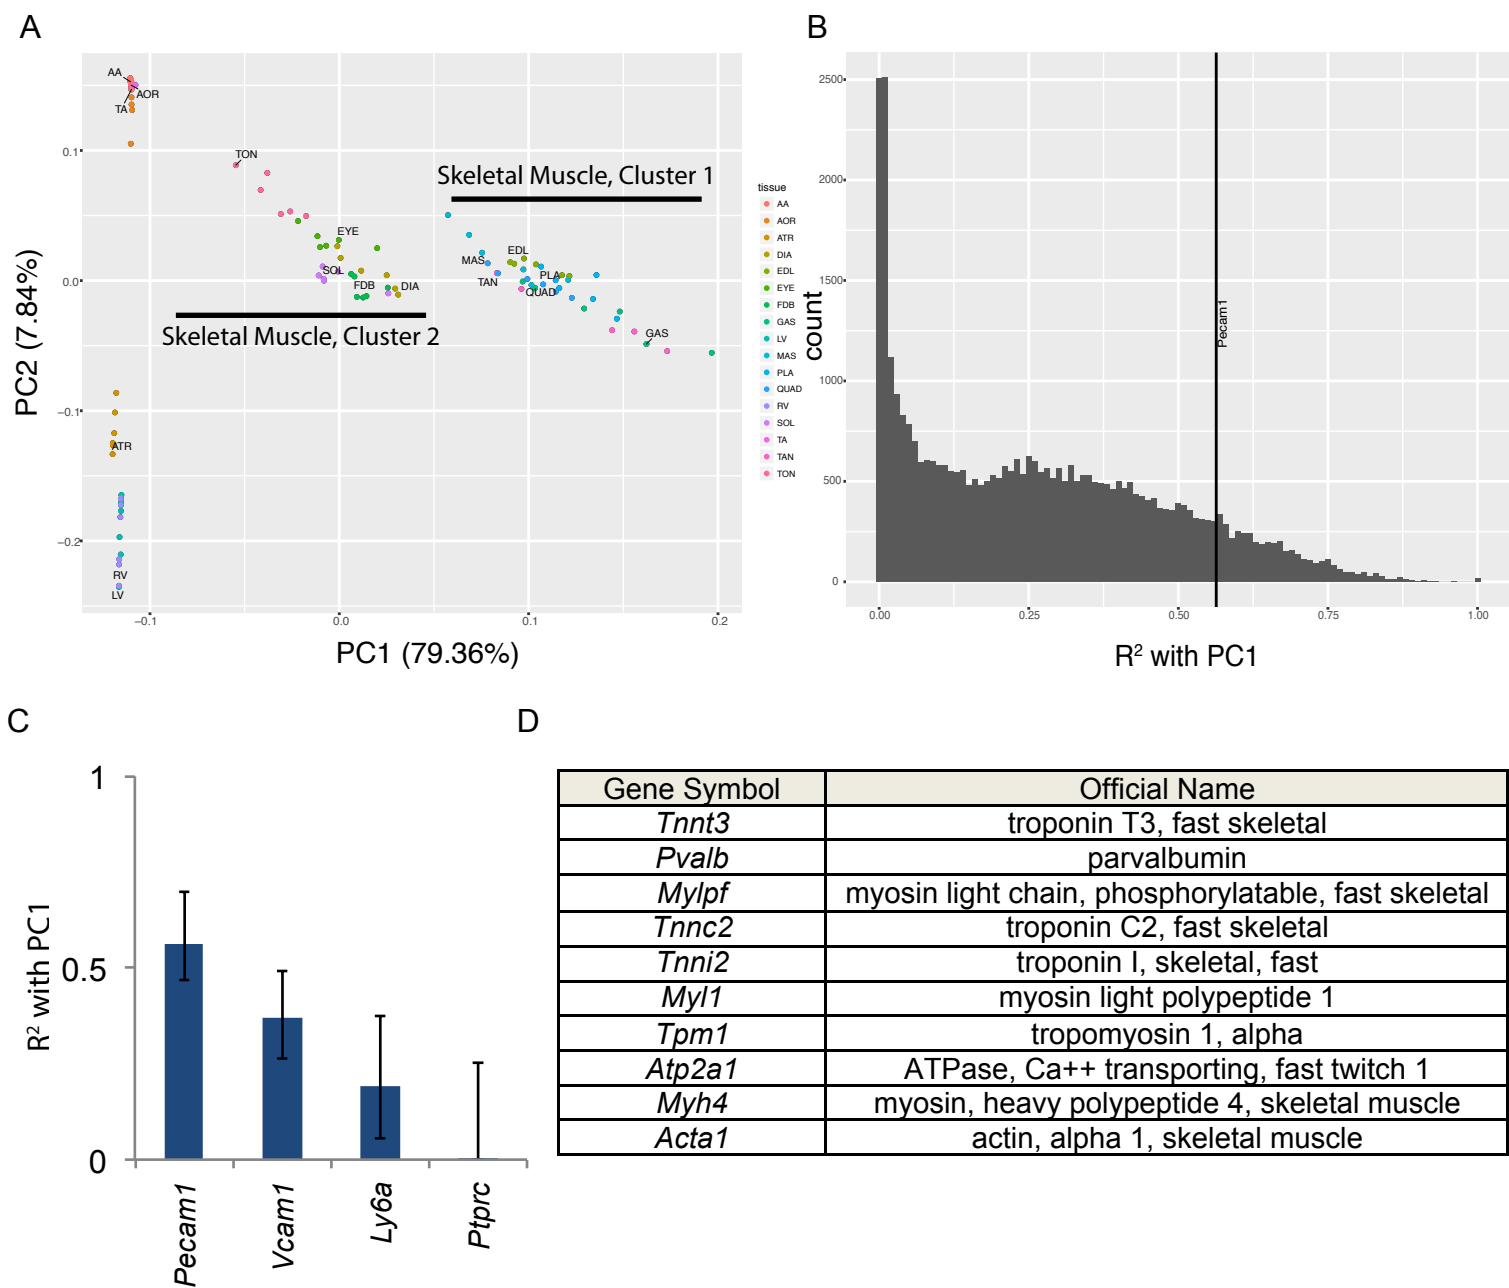 A
B
AA
AOR
TA
TON
EYE
SOL
FDB
DIA
Skeletal Muscle, Cluster 1
MAS
EDL
TAN
PLA
QUAD
GAS
Skeletal Muscle, Cluster 2
ATR
RV
LV
0.1
0.0
−0.1
−0.2
PC2 (7.84%)
−0.1
0.0
0.1
0.2
PC1 (79.36%)
tissue
AA
AOR
ATR
DIA
EDL
EYE
FDB
GAS
LV
MAS
PLA
QUAD
RV
SOL
TA
TAN
TON
2500
2000
1500
1000
500
0
count
Pecam1
0.00
0.25
0.50
0.75
1.00
R² with PC1
C
1
0.5
0
R² with PC1
Pecam1
Vcam1
Ly6a
Ptprc
D
Gene Symbol Official Name
Tnnt3 troponin T3, fast skeletal
Pvalb parvalbumin
Mylpf myosin light chain, phosphorylatable, fast skeletal
Tnnc2 troponin C2, fast skeletal
Tnni2 troponin I, skeletal, fast
Myl1 myosin light polypeptide 1
Tpm1 tropomyosin 1, alpha
Atp2a1 ATPase, Ca++ transporting, fast twitch 1
Myh4 myosin, heavy polypeptide 4, skeletal muscle
Acta1 actin, alpha 1, skeletal muscle